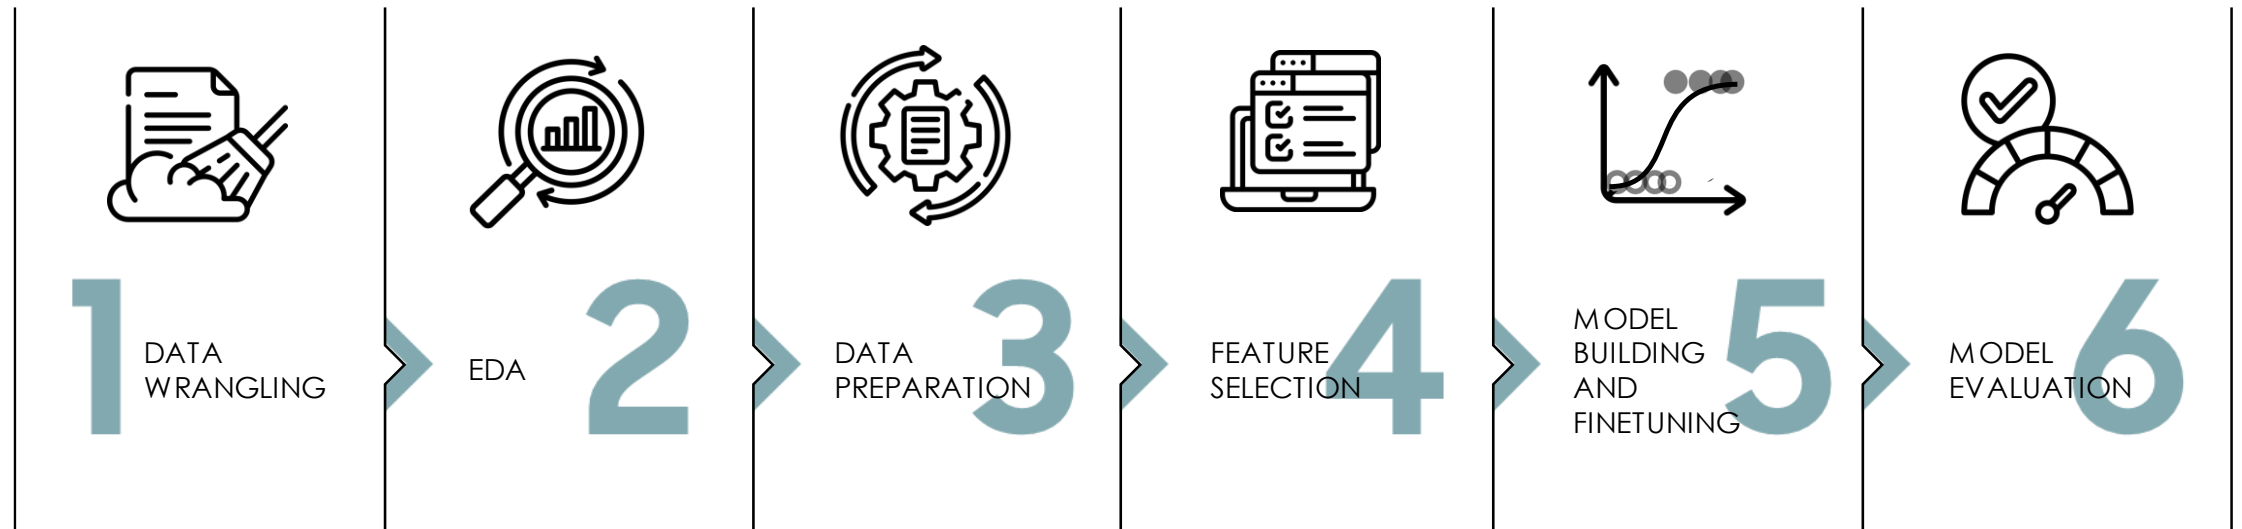 1
DATA
WRANGLING
2
EDA
3
DATA
PREPARATION
4
FEATURE
SELECTION
5
MODEL
BUILDING
AND
FINETUNING
6
MODEL
EVALUATION